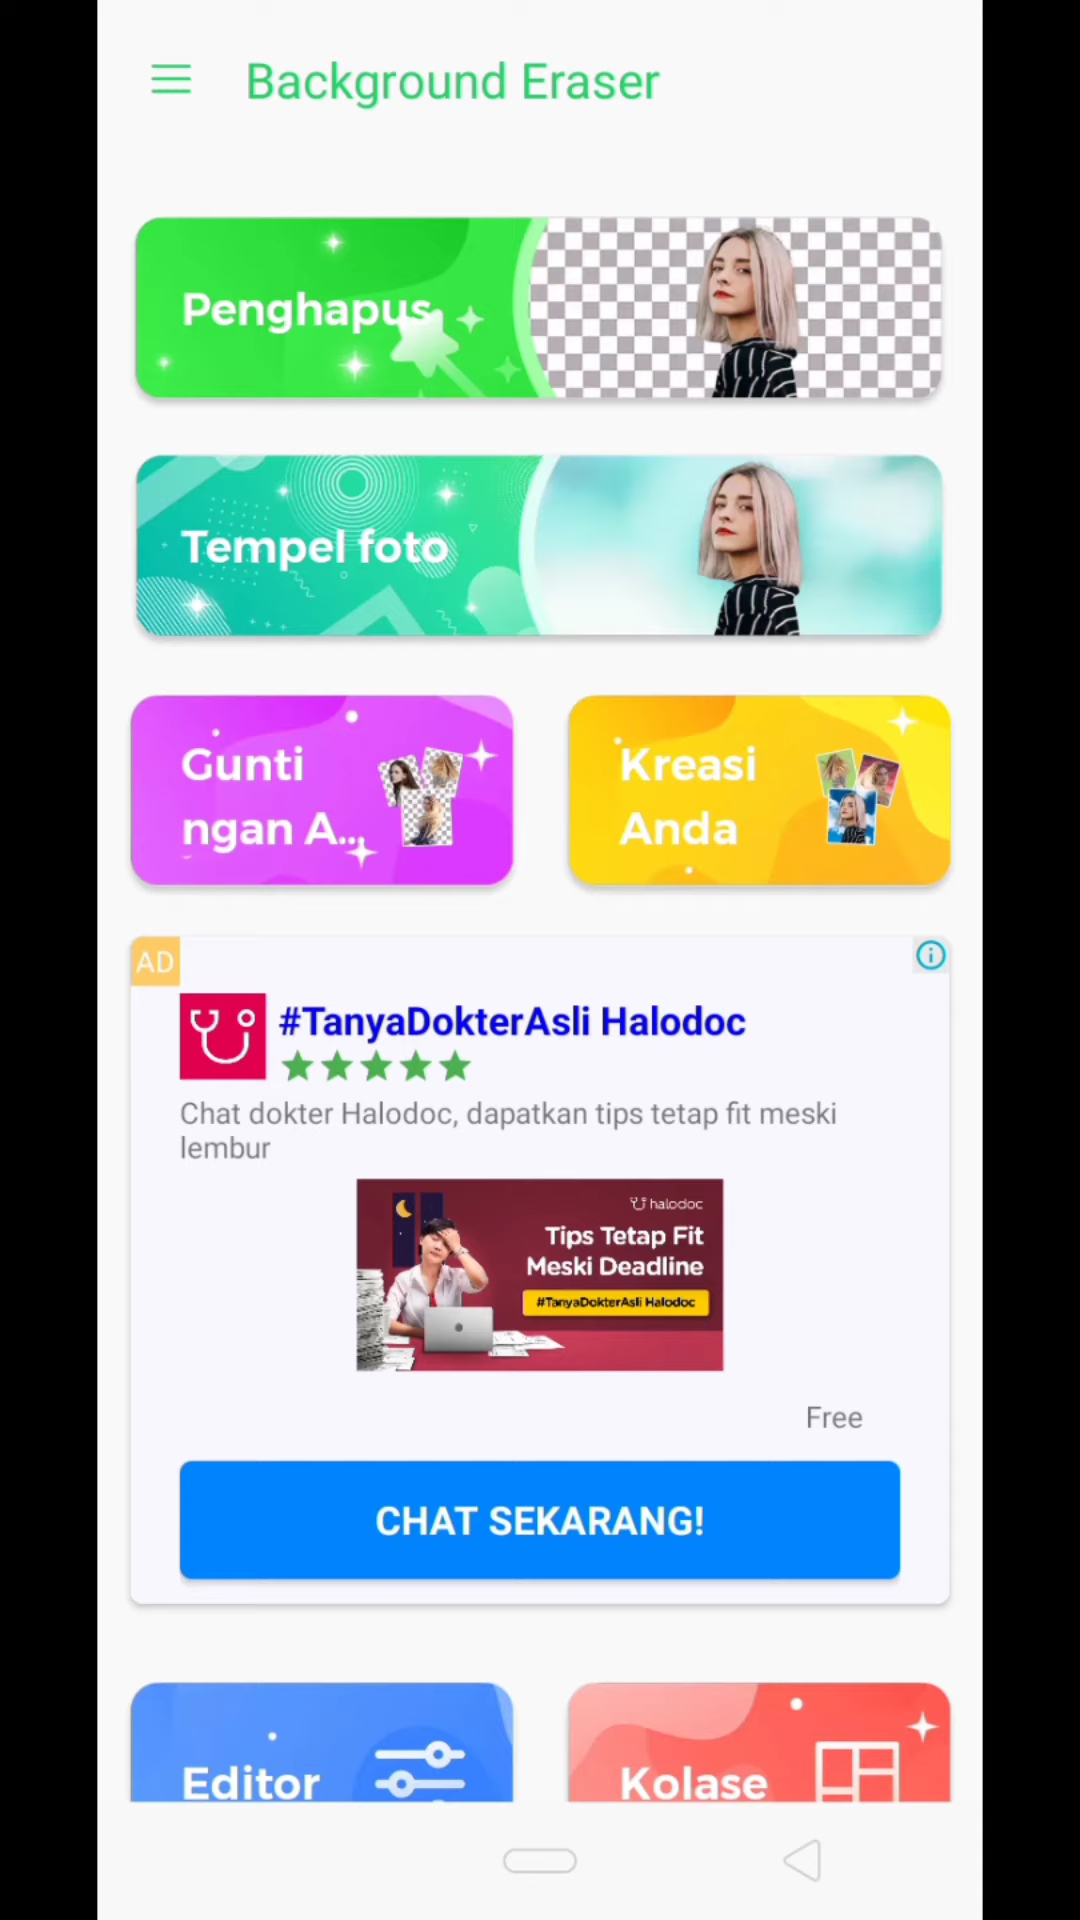 Background Eraser
Penghapus
Tempel foto
Gunti
ngan A...
Kreasi
Anda
AD
#TanyaDokterAsli Halodoc
Chat dokter Halodoc, dapatkan tips tetap fit meski
lembur
halodoc
Tips Tetap Fit
Meski Deadline
#TanyaDokterAsli Halodoc
Free
CHAT SEKARANG!
Editor
Kolase